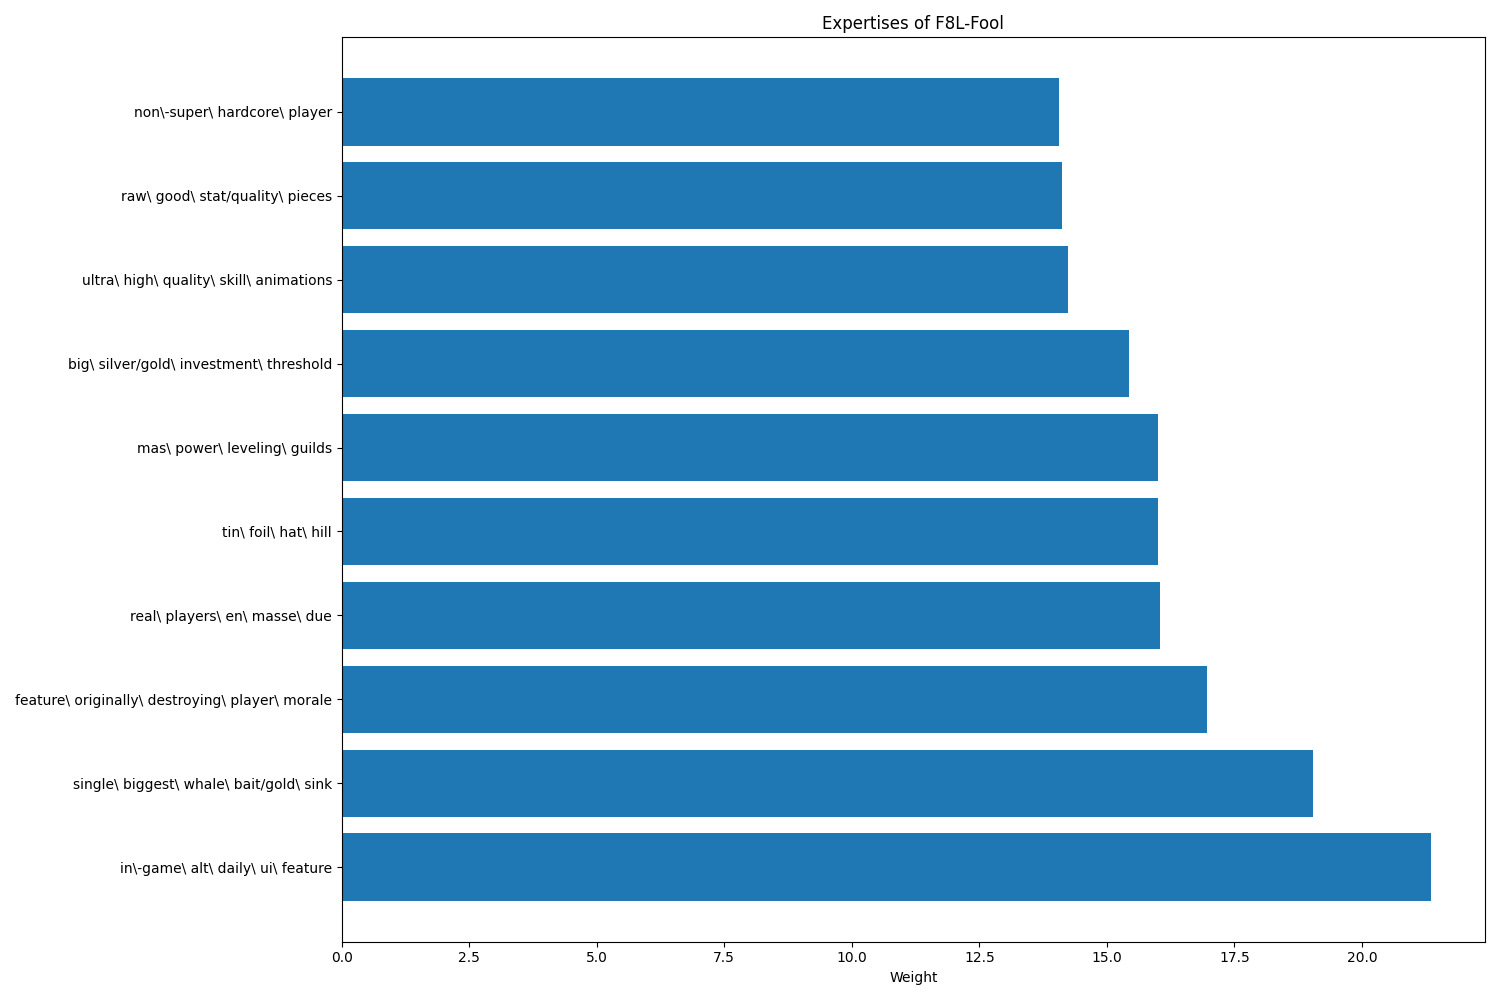 Expertises of F8L-Fool
non\-super\ hardcore\ player
raw\ good\ stat/quality\ pieces
ultra\ high\ quality\ skill\ animations
big\ silver/gold\ investment\ threshold
mas\ power\ leveling\ guilds
tin\ foil\ hat\ hill
real\ players\ en\ masse\ due
feature\ originally\ destroying\ player\ morale
single\ biggest\ whale\ bait/gold\ sink
in\-game\ alt\ daily\ ui\ feature
0.0 2.5 5.0 7.5 10.0 12.5 15.0 17.5 20.0
Weight